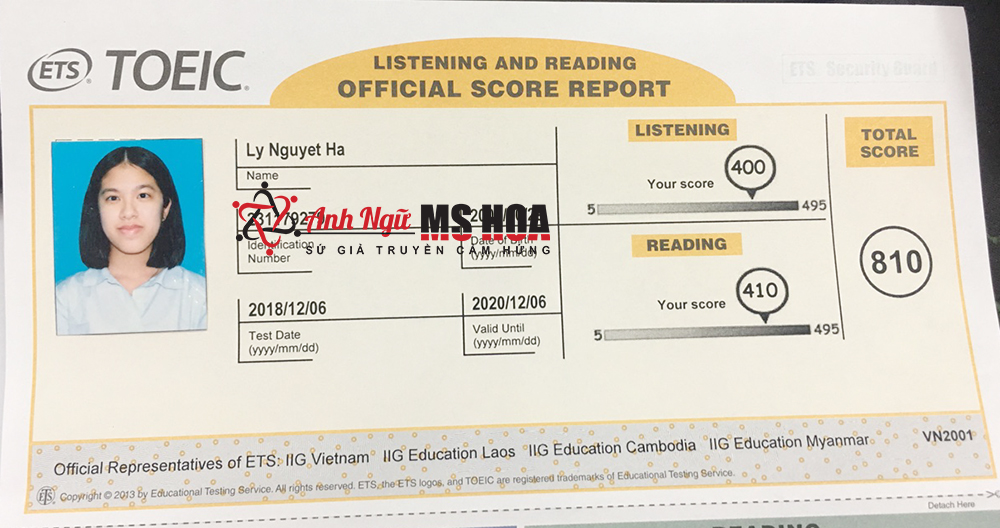 ETS. TOEIC.
LISTENING AND READING
OFFICIAL SCORE REPORT
ETS. Security Guard
Ly Nguyet Ha
Name
Identification
Number
Date of Birth
(yyyy/mm/dd)
Anh Ngữ MS HOA
SỨ GIẢ TRUYỀN CẢM HỨNG
2018/12/06
Test Date
(yyyy/mm/dd)
2020/12/06
Valid Until
(yyyy/mm/dd)
LISTENING
Your score 400
5 495
READING
Your score 410
5 495
TOTAL
SCORE
810
Official Representatives of ETS: IIG Vietnam IIG Education Laos IIG Education Cambodia IIG Education Myanmar VN2001
ETS Copyright © 2013 by Educational Testing Service. All rights reserved. ETS, the ETS logos, and TOEIC are registered trademarks of Educational Testing Service.
Detach Here